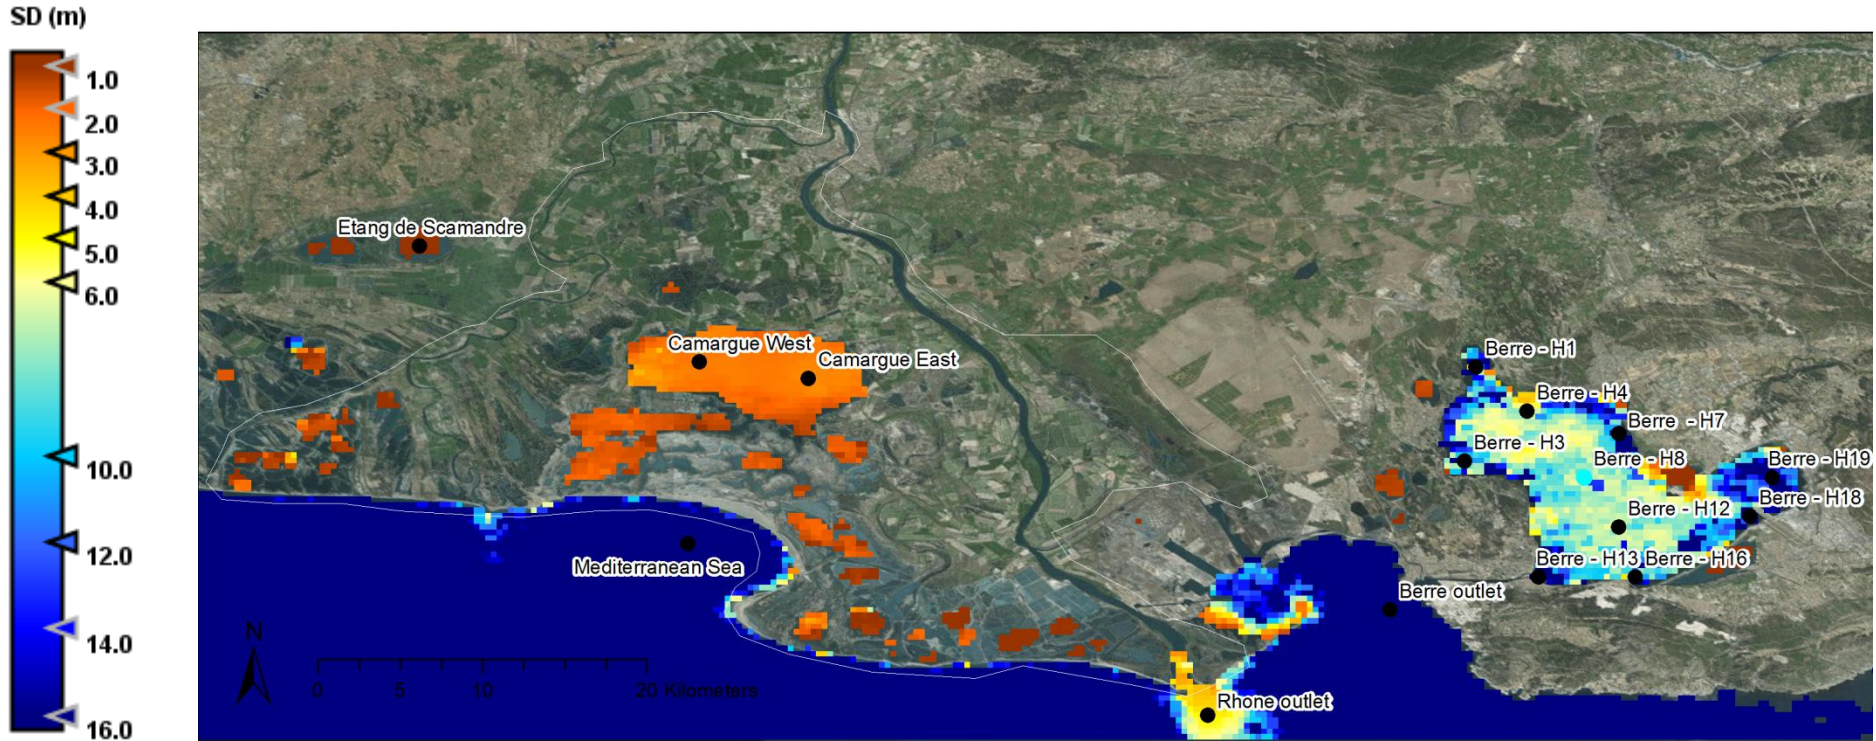 SD (m)
1.0
2.0
3.0
4.0
5.0
6.0
10.0
12.0
14.0
16.0
Etang de Scamandre
Camargue West
Camargue East
Berre - H1
Berre - H4
Berre - H7
Berre - H3
Berre - H8
Berre - H19
Berre - H18
Berre - H12
Berre - H13
Berre - H16
Mediterranean Sea
Berre outlet
Rhone outlet
N
0 5 10 20 Kilometers